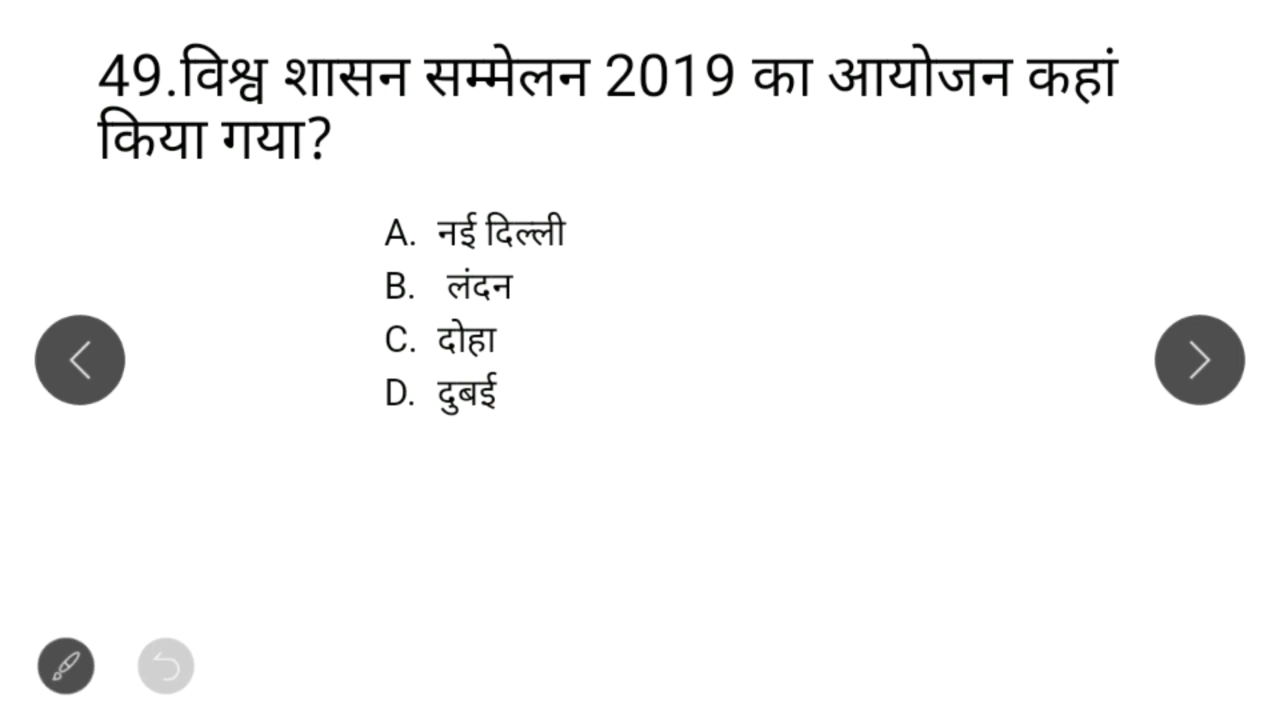 49.विश्व शासन सम्मेलन 2019 का आयोजन कहां
किया गया?
A. नई दिल्ली
B. लंदन
C. दोहा
D. दुबई